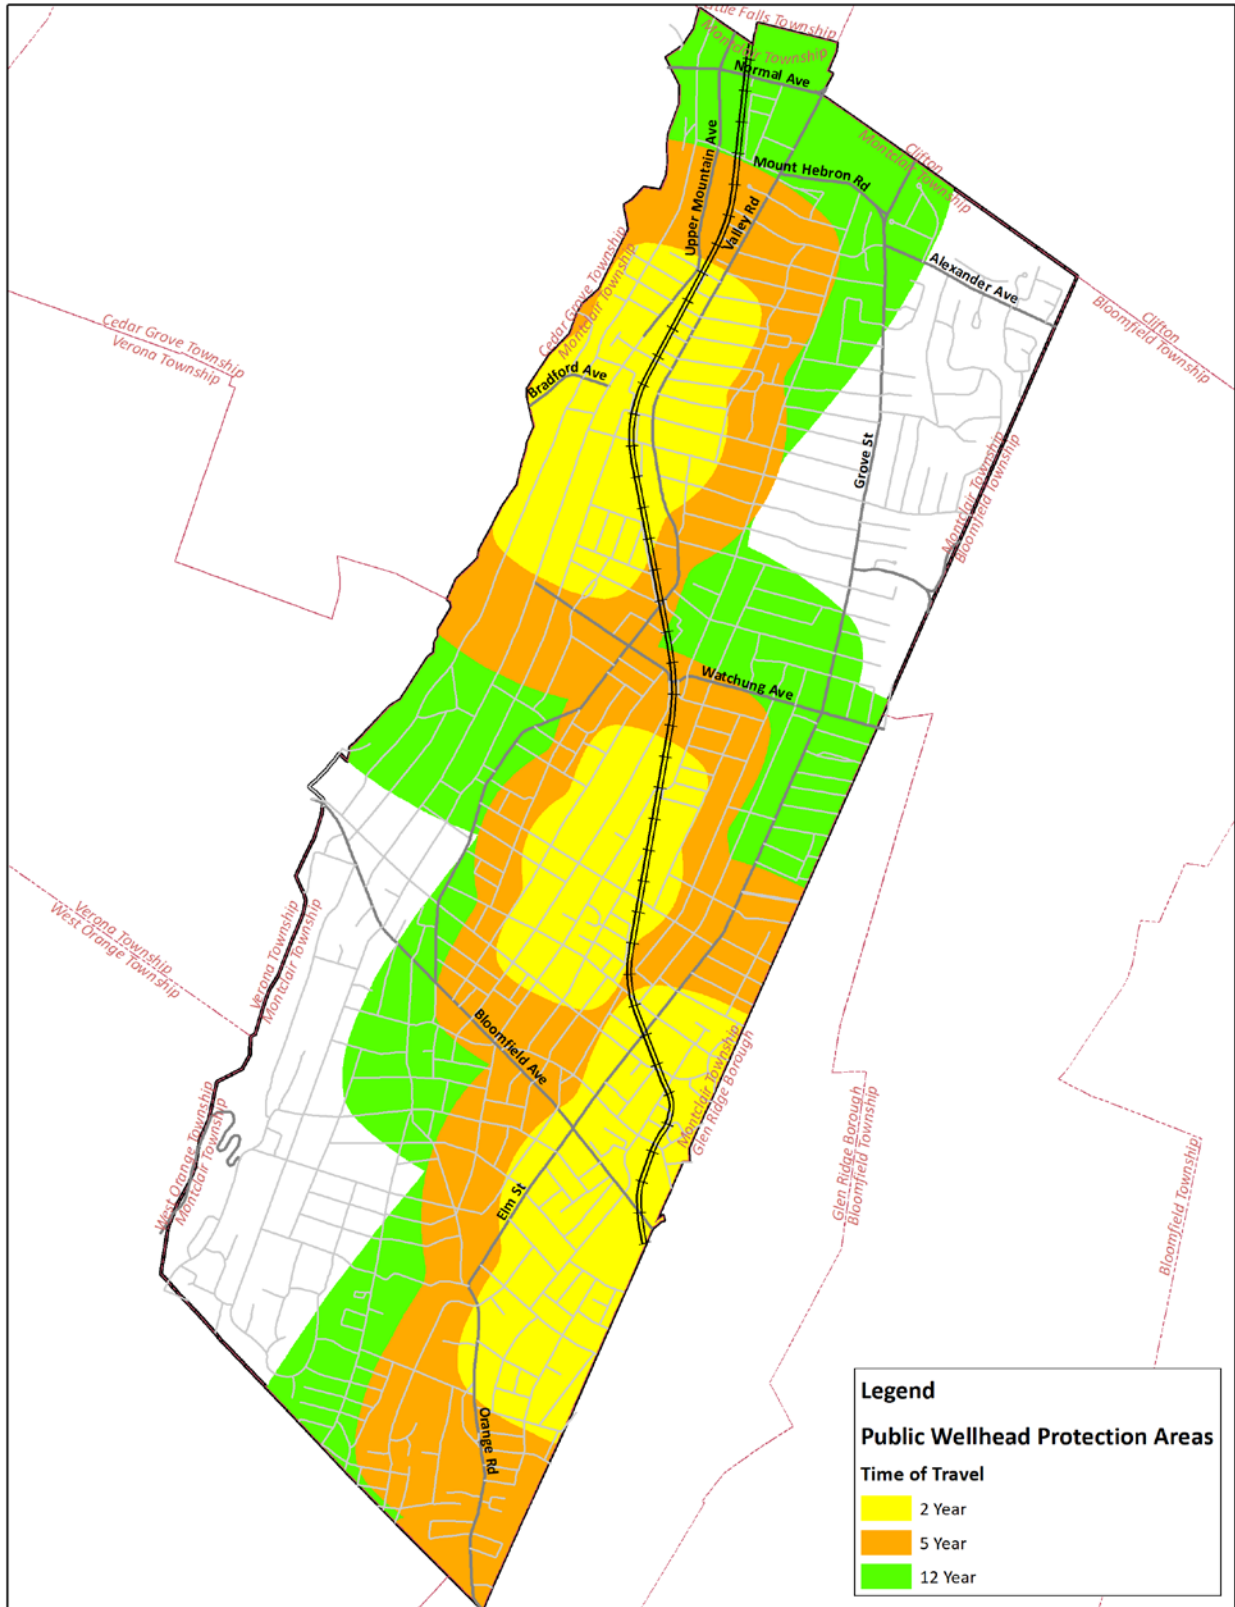 Falls Township
Montclair Township
Normal Ave
Clifton
Montclair Township
Mount Hebron Rd
Upper Mountain Ave
Valley Rd
Alexander Ave
Cedar Grove Township
Montclair Township
Clifton
Bloomfield Township
Cedar Grove Township
Verona Township
Bradford Ave
Grove St
Montclair Township
Bloomfield Township
Watchung Ave
Verona Township
West Orange Township
Verona Township
Montclair Township
Bloomfield Ave
Montclair Township
Glen Ridge Borough
West Orange Township
Montclair Township
Glen Ridge Borough
Bloomfield Township
Bloomfield Township
Elm St
Orange Rd
Legend
Public Wellhead Protection Areas
Time of Travel
2 Year
5 Year
12 Year